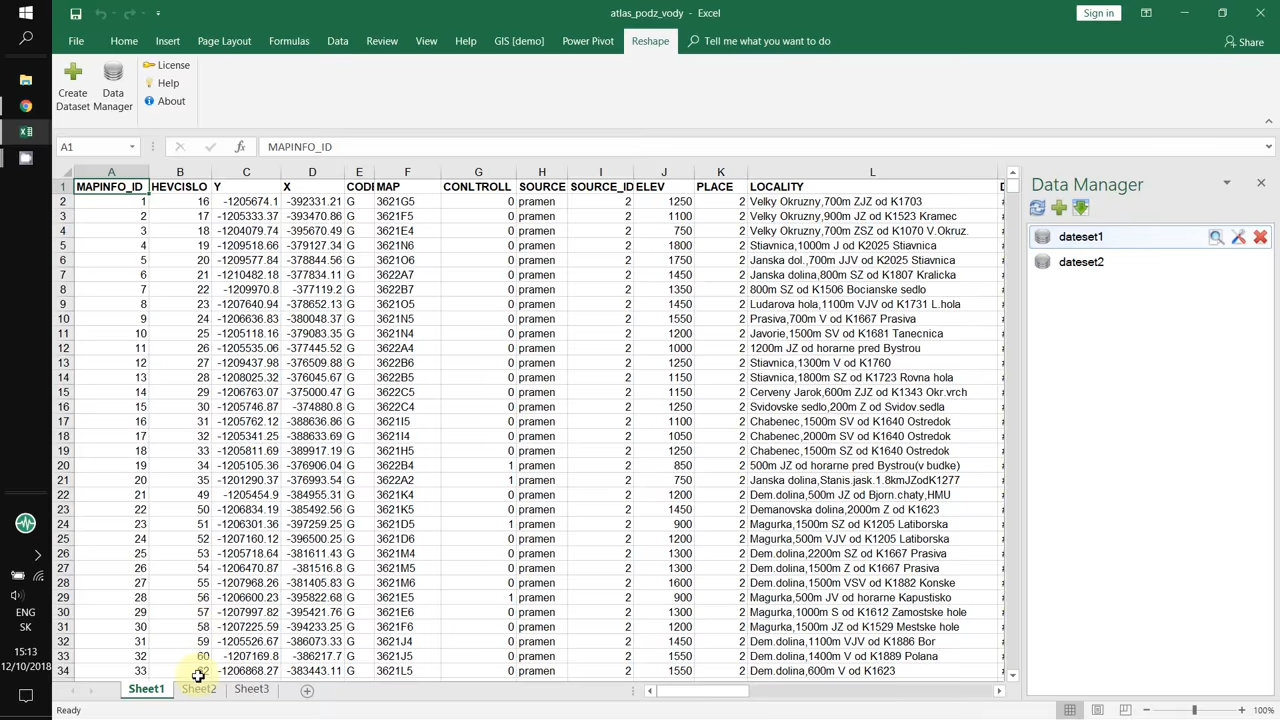 atlas_podz_vody - Excel
Sign in
File Home Insert Draw Page Layout Formulas Data Review View Help GIS [demo] Power Pivot Reshape Tell me what you want to do Share
Create Dataset
Data Manager
License
Help
About
A1 fx MAPINFO_ID
A B C D E F G H I J K L
1 MAPINFO_ID HEVCISLO Y X CODE MAP CONLTROLL SOURCE SOURCE_ID ELEV PLACE LOCALITY D
2 1 16 -1205674.1 -392331.21 G 3621G5 0 pramen 2 1250 2 Velky Okruzny,700m ZJZ od K1703
3 2 17 -1205333.37 -393470.86 G 3621F5 0 pramen 2 1100 2 Velky Okruzny,900m JZ od K1523 Kramec
4 3 18 -1204079.74 -395670.49 G 3621E4 0 pramen 2 750 2 Velky Okruzny,700m ZSZ od K1070 V.Okruz.
5 4 19 -1209518.66 -379127.34 G 3621N6 0 pramen 2 1800 2 Stiavnica,1000m J od K2025 Stiavnica
6 5 20 -1209577.84 -378844.56 G 3621O6 0 pramen 2 1750 2 Janska dol.,700m JJV od K2025 Stiavnica
7 6 21 -1210482.18 -377834.11 G 3622A7 0 pramen 2 1450 2 Janska dolina,800m SZ od K1807 Kralicka
8 7 22 -1209970.8 -377119.2 G 3622B7 0 pramen 2 1350 2 800m SZ od K1506 Bocianske sedlo
9 8 23 -1207640.94 -378652.13 G 3621O5 0 pramen 2 1450 2 Ludarova hola,1100m VJV od K1731 L.hola
10 9 24 -1206636.83 -380048.37 G 3621N5 0 pramen 2 1550 2 Prasiva,700m V od K1667 Prasiva
11 10 25 -1205118.16 -379083.35 G 3621N4 0 pramen 2 1200 2 Javorie,1500m SV od K1681 Tanecnica
12 11 26 -1205535.06 -377445.52 G 3622A4 0 pramen 2 1000 2 1200m JZ od horarne pred Bystrou
13 12 27 -1209437.98 -376509.88 G 3622B6 0 pramen 2 1250 2 Stiavnica,1300m V od K1760
14 13 28 -1208025.32 -376045.67 G 3622B5 0 pramen 2 1150 2 Stiavnica,1800m SZ od K1723 Rovna hola
15 14 29 -1206763.07 -375000.47 G 3622C5 0 pramen 2 1150 2 Cerveny Jarok,600m ZJZ od K1343 Okr.vrch
16 15 30 -1205746.87 -374880.8 G 3622C4 0 pramen 2 1250 2 Svidovske sedlo,200m Z od Svidov.sedla
17 16 31 -1205762.12 -388636.86 G 3621I5 0 pramen 2 1100 2 Chabenec,1500m SV od K1640 Ostredok
18 17 32 -1205341.25 -388633.69 G 3621I4 0 pramen 2 1050 2 Chabenec,2000m SV od K1640 Ostredok
19 18 33 -1205811.69 -389917.19 G 3621H5 0 pramen 2 1250 2 Chabenec,1500m SZ od K1640 Ostredok
20 19 34 -1205105.36 -376906.04 G 3622B4 1 pramen 2 850 2 500m JZ od horarne pred Bystrou(v budke)
21 20 35 -1201290.37 -376993.54 G 3622A2 1 pramen 2 750 2 Janska dolina,Stanis.jask.1.8kmJZodK1277
22 21 49 -1205454.9 -384955.31 G 3621K4 0 pramen 2 1200 2 Dem.dolina,500m JZ od Bjorn.chaty,HMU
23 22 50 -1206834.19 -385492.56 G 3621K5 0 pramen 2 1200 2 Demanovska dolina,2000m Z od K1623
24 23 51 -1206301.36 -397259.25 G 3621D5 1 pramen 2 900 2 Magurka,1500m SZ od K1205 Latiborska
25 24 52 -1207160.12 -396500.25 G 3621D6 0 pramen 2 1200 2 Magurka,500m VJV od K1205 Latiborska
26 25 53 -1205718.64 -381611.43 G 3621M4 0 pramen 2 1300 2 Dem.dolina,2200m SZ od K1667 Prasiva
27 26 54 -1206470.87 -381516.8 G 3621M5 0 pramen 2 1300 2 Dem.dolina,1500m Z od K1667 Prasiva
28 27 55 -1207968.26 -381405.83 G 3621M6 0 pramen 2 1600 2 Dem.dolina,1500m VSV od K1882 Konske
29 28 56 -1206600.23 -395822.68 G 3621E5 1 pramen 2 900 2 Magurka,500m JV od horarne Kapustisko
30 29 57 -1207997.82 -395421.76 G 3621E6 0 pramen 2 1300 2 Magurka,1000m S od K1612 Zamostske hole
31 30 58 -1207225.59 -394233.25 G 3621F6 0 pramen 2 1200 2 Magurka,1500m JZ od K1529 Mestske hole
32 31 59 -1205526.67 -386073.33 G 3621J4 0 pramen 2 1450 2 Dem.dolina,1100m VJV od K1886 Bor
33 32 60 -1207169.8 -386217.7 G 3621J5 0 pramen 2 1550 2 Dem.dolina,1400m V od K1889 Polana
34 33 62 -1206868.27 -383443.11 G 3621L5 0 pramen 2 1550 2 Dem.dolina,600m V od K1623
Data Manager
dateset1
dateset2
Sheet1 Sheet2 Sheet3
Ready
100%
ENG
SK
15:13
12/10/2018